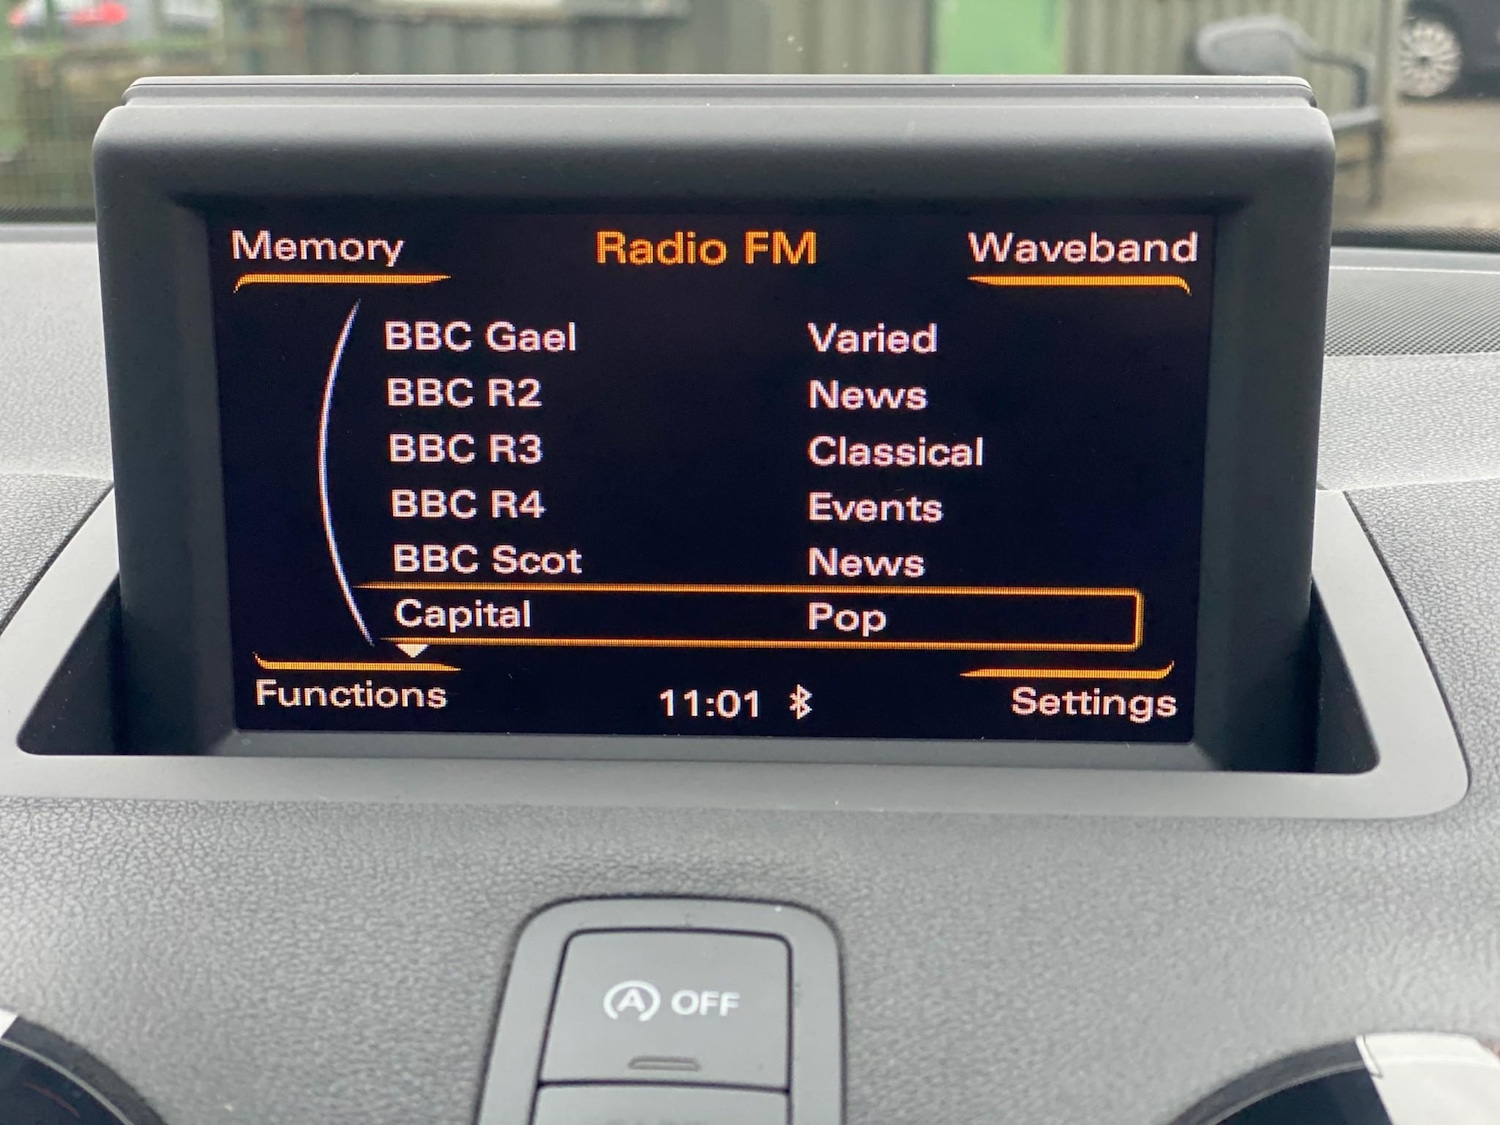 Memory Radio FM Waveband
BBC Gael Varied
BBC R2 News
BBC R3 Classical
BBC R4 Events
BBC Scot News
Capital Pop
Functions 11:01 Settings
A OFF